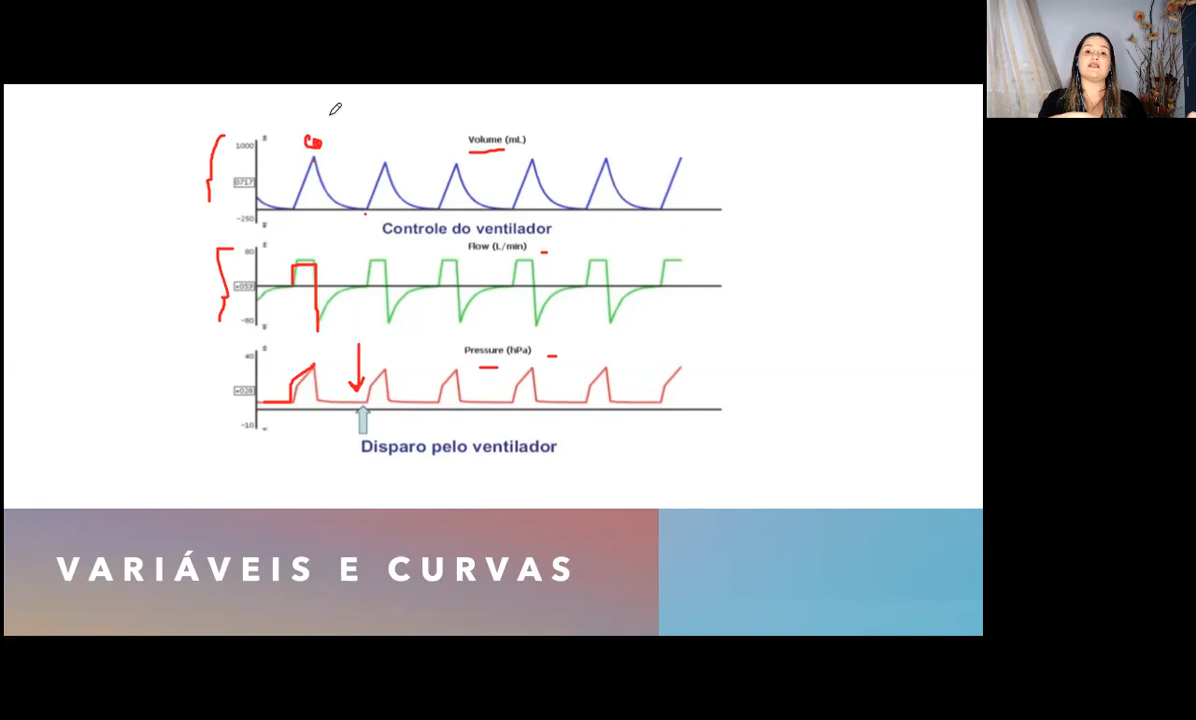 Volume (mL)
1000
0717
-250
Controle do ventilador
Flow (L/min)
80
+059
-80
Pressure (hPa)
40
+028
-10
Disparo pelo ventilador
VARIÁVEIS E CURVAS